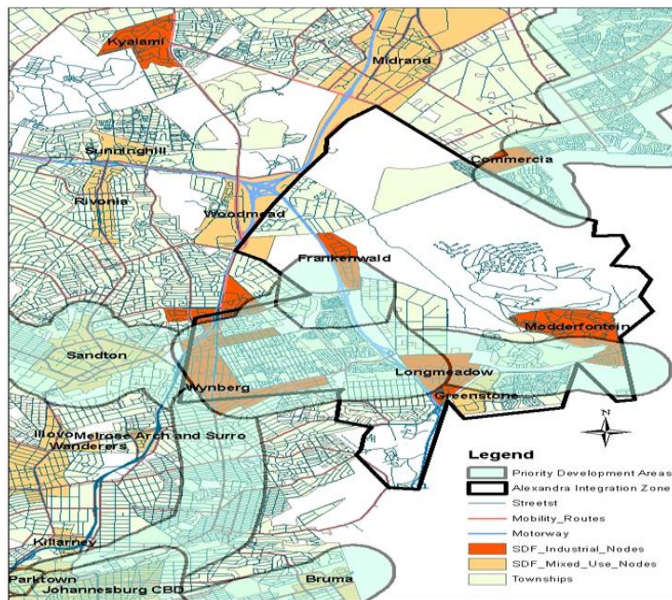 Kyalami
Midrand
Sunninghill
Commercia
Rivonia
Woodmead
Frankenwald
Modderfontein
Sandton
Longmeadow
Wynberg
Greenstone
N
Illovo
Melrose Arch and Surro
Wanderers
Killarney
Parktown
Johannesburg CBD
Bruma
Legend
Priority Development Areas
Alexandra Integration Zone
Streetst
Mobility_Routes
Motorway
SDF_Industrial_Nodes
SDF_Mixed_Use_Nodes
Townships